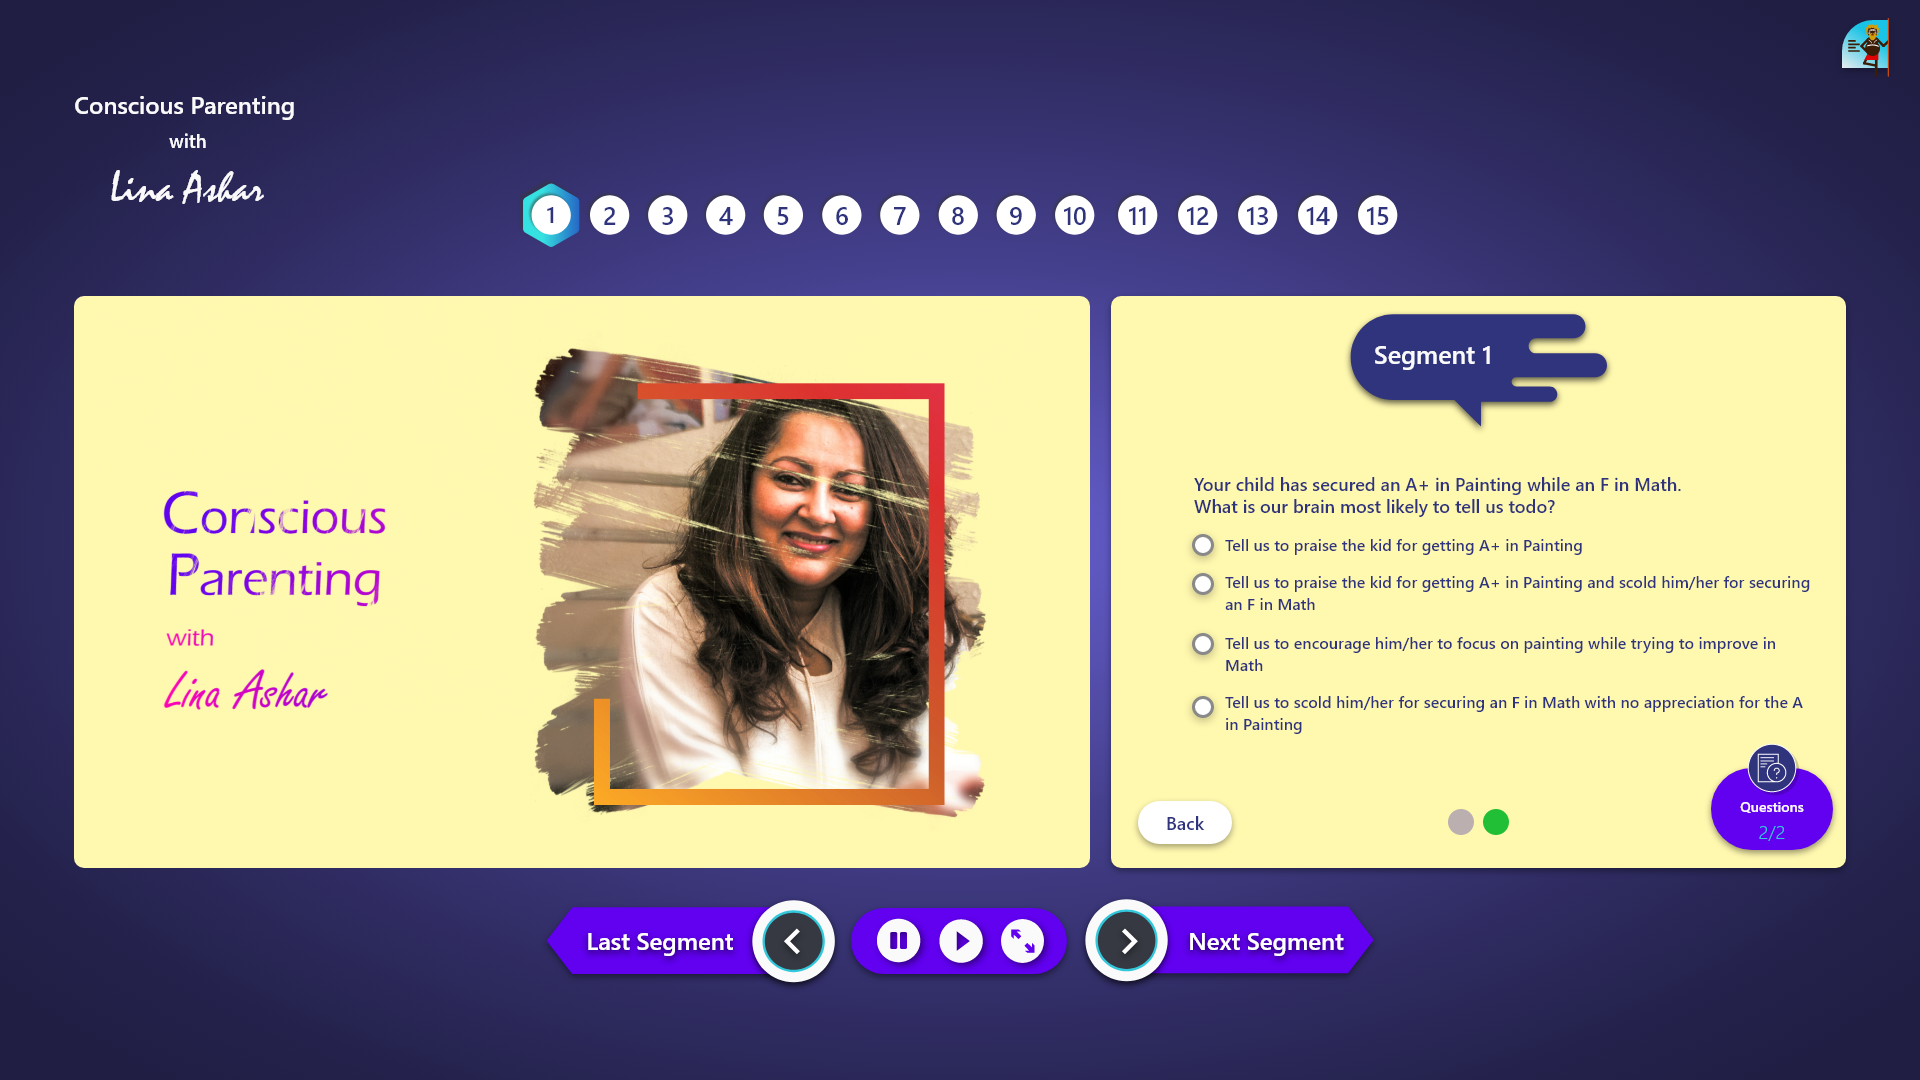 Conscious Parenting
with
Lina Ashar
1 2 3 4 5 6 7 8 9 10 11 12 13 14 15
Conscious
Parenting
with
Lina Ashar
Segment 1
Your child has secured an A+ in Painting while an F in Math.
What is our brain most likely to tell us todo?
Tell us to praise the kid for getting A+ in Painting
Tell us to praise the kid for getting A+ in Painting and scold him/her for securing
an F in Math
Tell us to encourage him/her to focus on painting while trying to improve in
Math
Tell us to scold him/her for securing an F in Math with no appreciation for the A
in Painting
Back
Questions
2/2
Last Segment
Next Segment